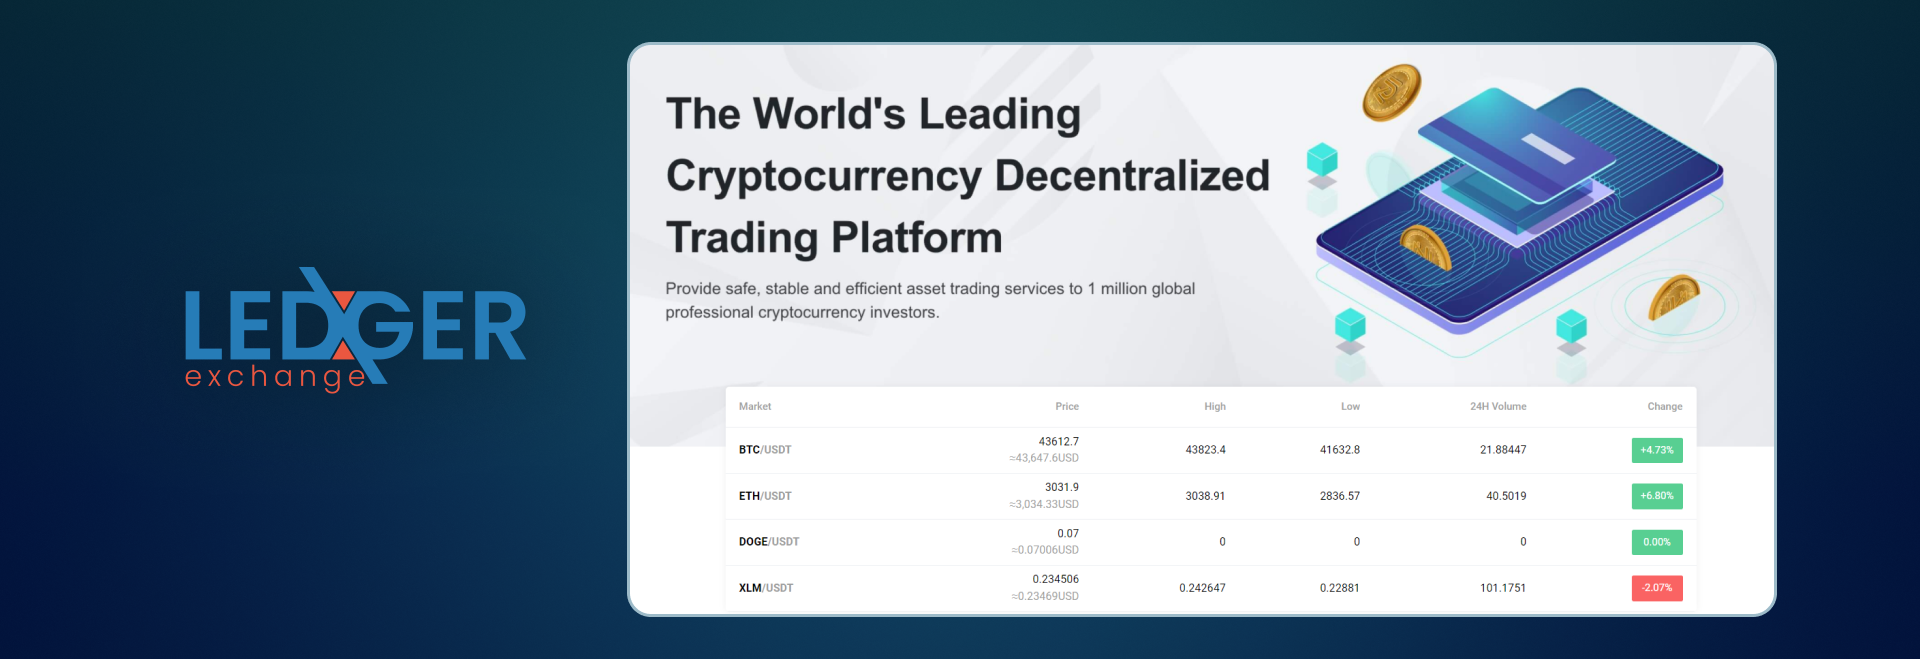 LEDGER
exchange
The World's Leading
Cryptocurrency Decentralized
Trading Platform
Provide safe, stable and efficient asset trading services to 1 million global
professional cryptocurrency investors.
Market Price High Low 24H Volume Change
BTC/USDT 43612.7 43823.4 41632.8 21.88447 +4.73%
≈43,647.6USD
ETH/USDT 3031.9 3038.91 2836.57 40.5019 +6.80%
≈3,034.33USD
DOGE/USDT 0.07 0 0 0 0.00%
≈0.07006USD
XLM/USDT 0.234506 0.242647 0.22881 101.1751 -2.07%
≈0.23469USD